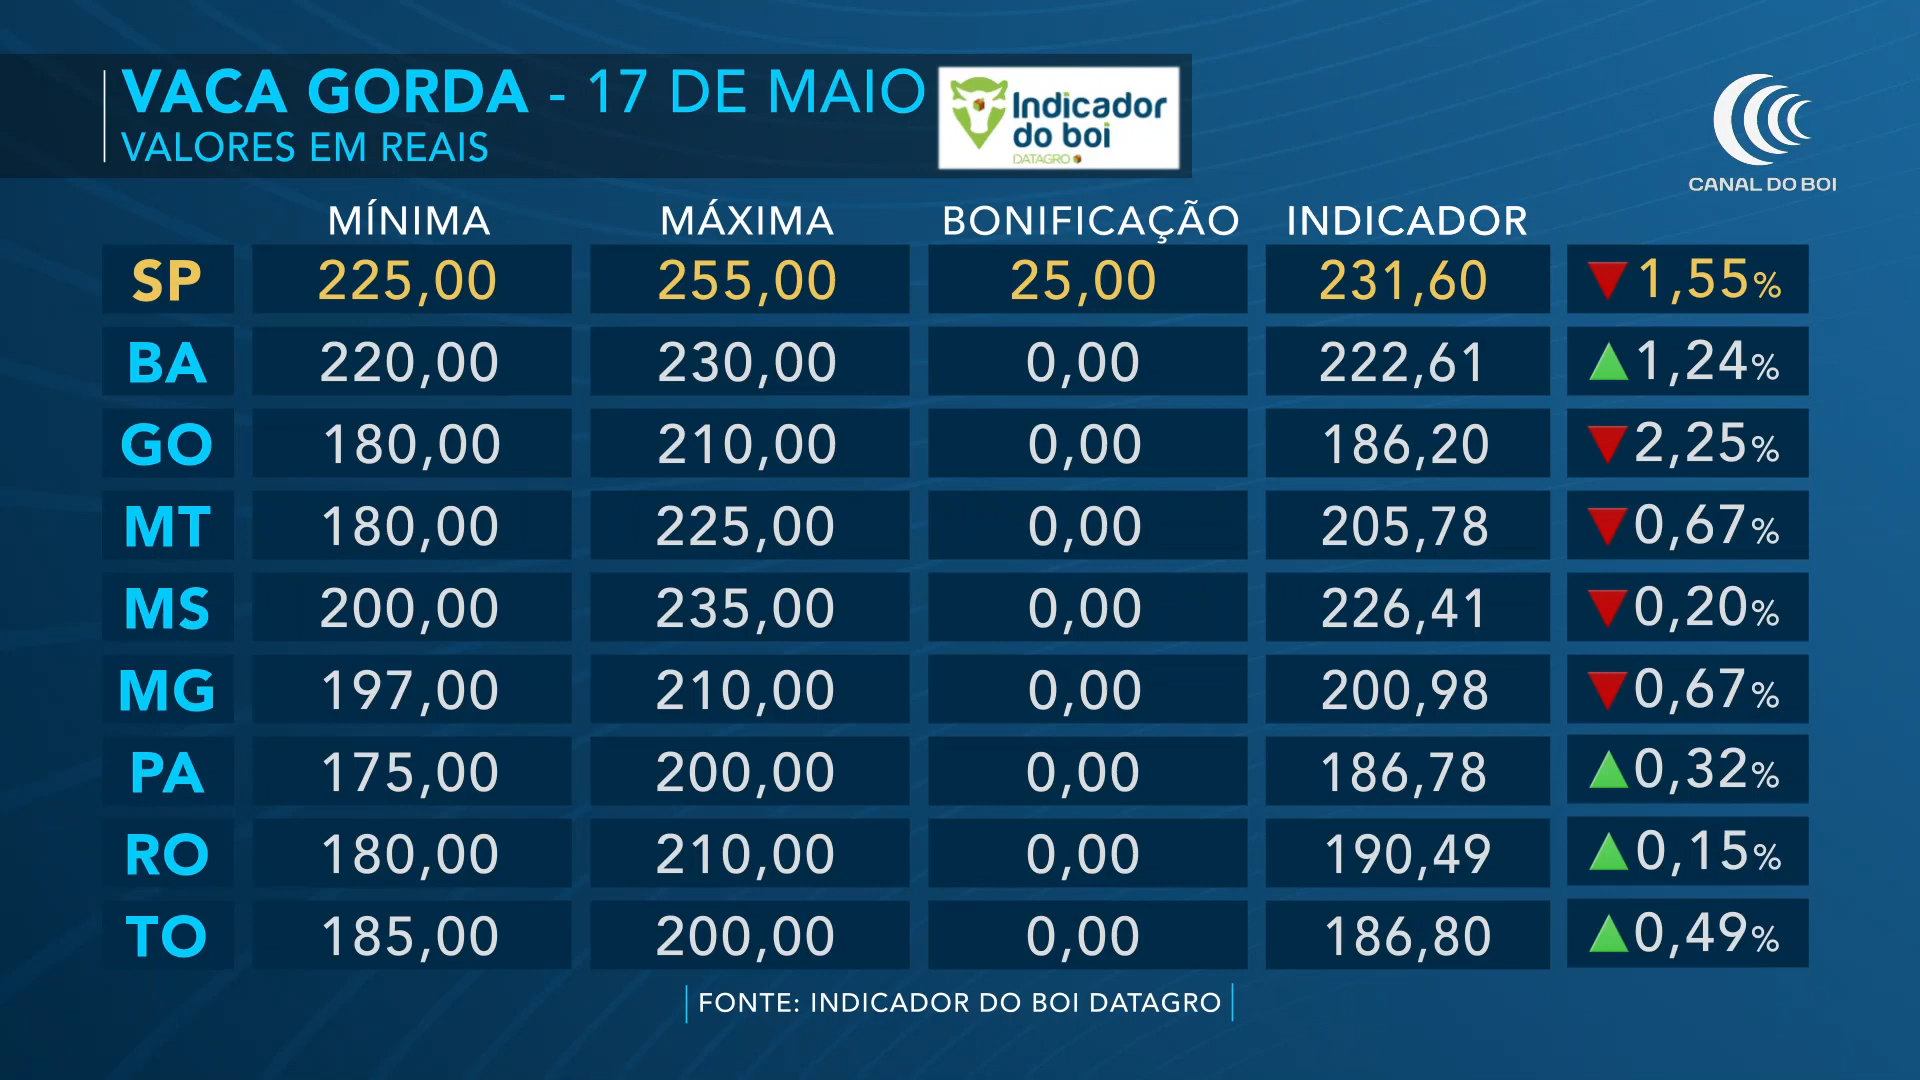 VACA GORDA - 17 DE MAIO
VALORES EM REAIS
Indicador
do boi
DATAGRO
CANAL DO BOI
MÍNIMA MÁXIMA BONIFICAÇÃO INDICADOR
SP 225,00 255,00 25,00 231,60 ▼1,55%
BA 220,00 230,00 0,00 222,61 ▲1,24%
GO 180,00 210,00 0,00 186,20 ▼2,25%
MT 180,00 225,00 0,00 205,78 ▼0,67%
MS 200,00 235,00 0,00 226,41 ▼0,20%
MG 197,00 210,00 0,00 200,98 ▼0,67%
PA 175,00 200,00 0,00 186,78 ▲0,32%
RO 180,00 210,00 0,00 190,49 ▲0,15%
TO 185,00 200,00 0,00 186,80 ▲0,49%
FONTE: INDICADOR DO BOI DATAGRO